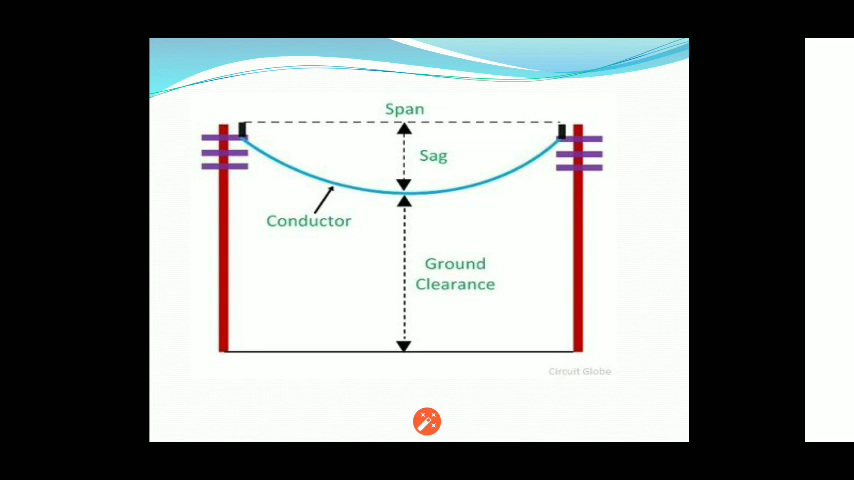 Span
Sag
Conductor
Ground
Clearance
Circuit Globe